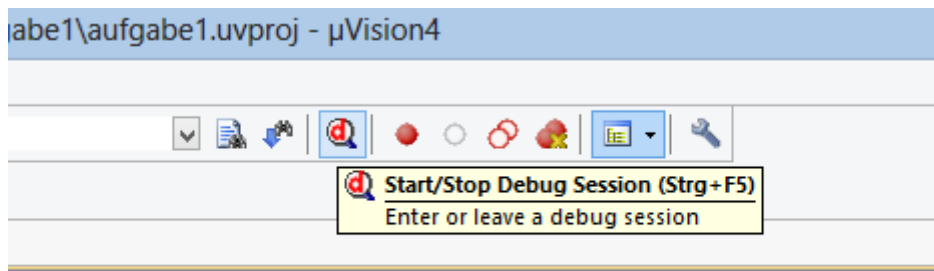 gabe1\aufgabe1.uvproj - µVision4
Start/Stop Debug Session (Strg+F5)
Enter or leave a debug session